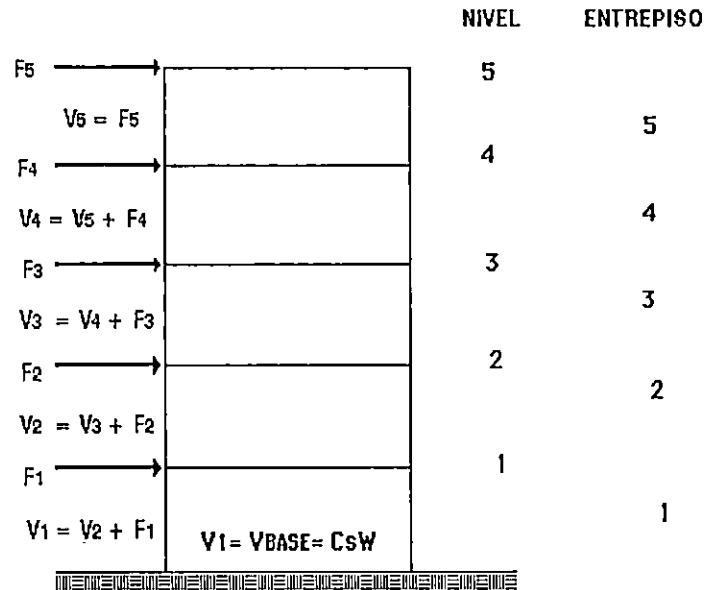 NIVEL ENTREPISO
F5
5
V5 = F5
5
F4
4
V4 = V5 + F4
4
F3
3
V3 = V4 + F3
3
F2
2
V2 = V3 + F2
2
F1
1
V1 = V2 + F1
V1= VBASE= CsW
1